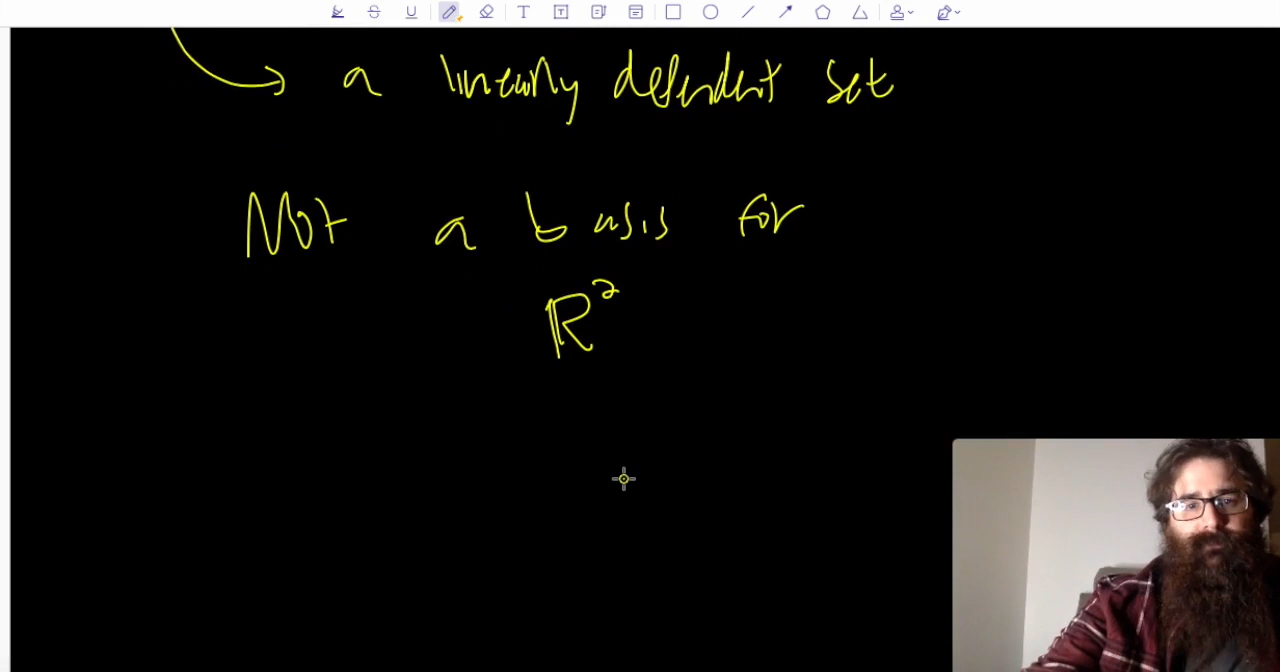 → a linearly dependent set
Not a basis for
ℝ²